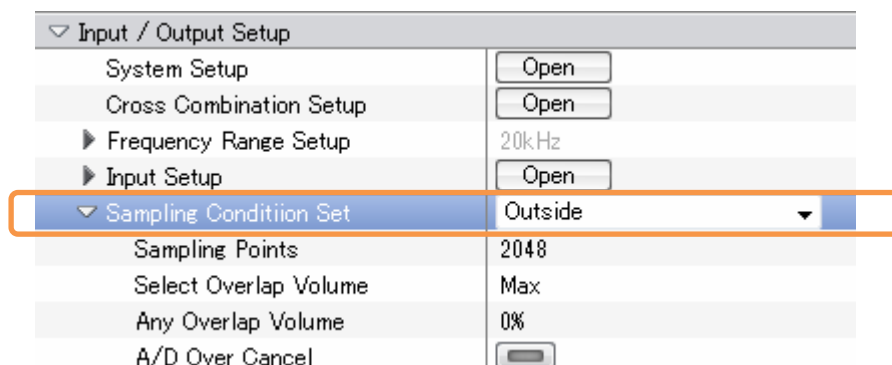 Input / Output Setup
System Setup Open
Cross Combination Setup Open
Frequency Range Setup 20kHz
Input Setup Open
Sampling Conditiion Set Outside
Sampling Points 2048
Select Overlap Volume Max
Any Overlap Volume 0%
A/D Over Cancel